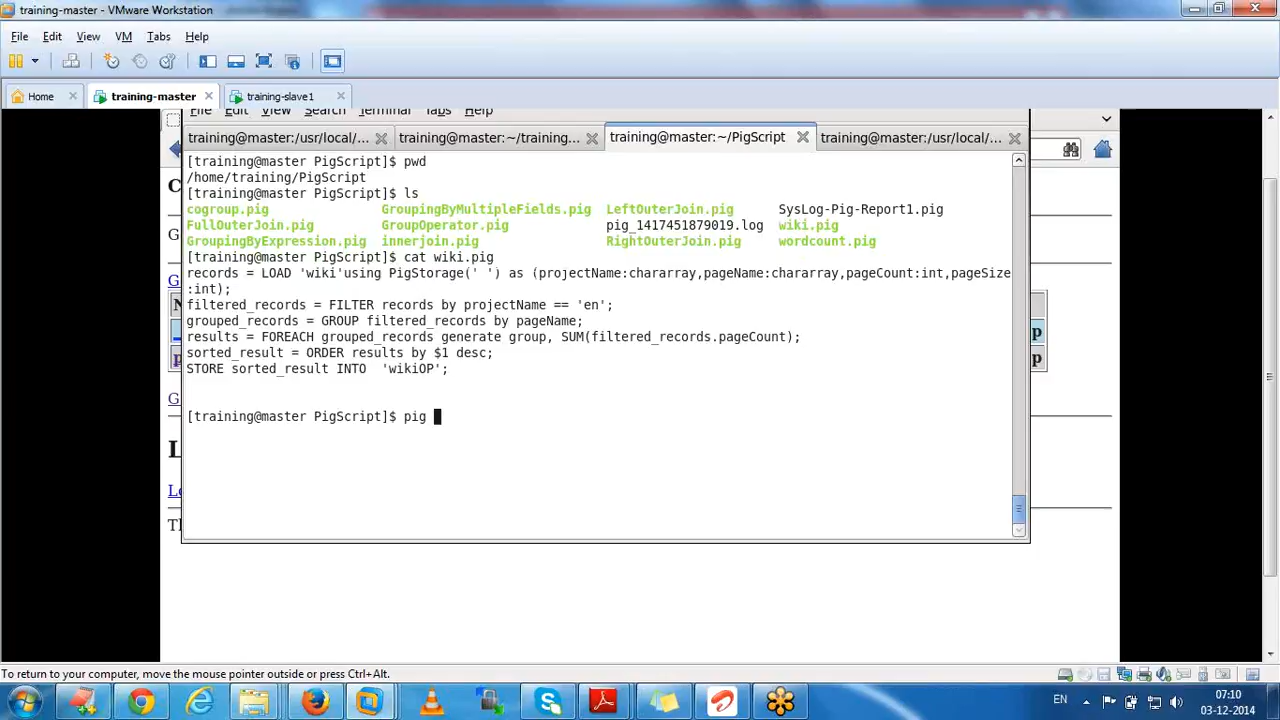 training-master - VMware Workstation
File Edit View VM Tabs Help
Home training-master training-slave1
File Edit View Search Terminal Tabs Help
training@master:/usr/local/... training@master:~/training... training@master:~/PigScript training@master:/usr/local/...
[training@master PigScript]$ pwd
/home/training/PigScript
[training@master PigScript]$ ls
cogroup.pig GroupingByMultipleFields.pig LeftOuterJoin.pig SysLog-Pig-Report1.pig
FullOuterJoin.pig GroupOperator.pig pig_1417451879019.log wiki.pig
GroupingByExpression.pig innerjoin.pig RightOuterJoin.pig wordcount.pig
[training@master PigScript]$ cat wiki.pig
records = LOAD 'wiki'using PigStorage(' ') as (projectName:chararray,pageName:chararray,pageCount:int,pageSize
:int);
filtered_records = FILTER records by projectName == 'en';
grouped_records = GROUP filtered_records by pageName;
results = FOREACH grouped_records generate group, SUM(filtered_records.pageCount);
sorted_result = ORDER results by $1 desc;
STORE sorted_result INTO  'wikiOP';
[training@master PigScript]$ pig
To return to your computer, move the mouse pointer outside or press Ctrl+Alt.
EN 07:10
03-12-2014